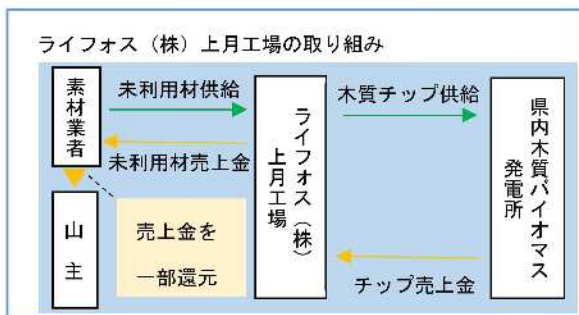 ライフォス（株）上月工場の取り組み
素材業者
未利用材供給
未利用材売上金
山主
売上金を
一部還元
ライフォス（株）
上月工場
木質チップ供給
チップ売上金
県内木質バイオマス
発電所